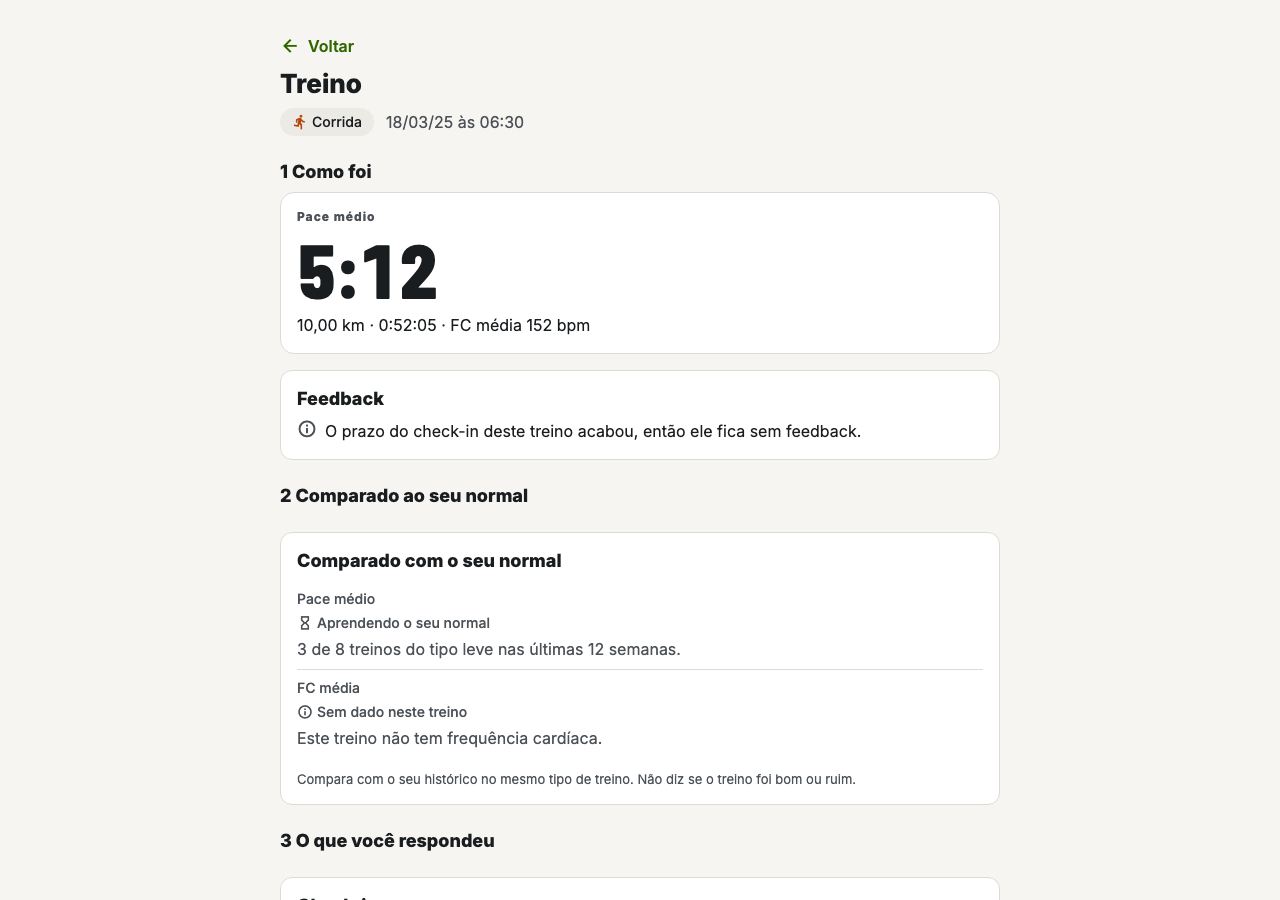 Voltar
Treino
Corrida 18/03/25 às 06:30
1 Como foi
Pace médio
5:12
10,00 km · 0:52:05 · FC média 152 bpm
Feedback
O prazo do check-in deste treino acabou, então ele fica sem feedback.
2 Comparado ao seu normal
Comparado com o seu normal
Pace médio
Aprendendo o seu normal
3 de 8 treinos do tipo leve nas últimas 12 semanas.
FC média
Sem dado neste treino
Este treino não tem frequência cardíaca.
Compara com o seu histórico no mesmo tipo de treino. Não diz se o treino foi bom ou ruim.
3 O que você respondeu